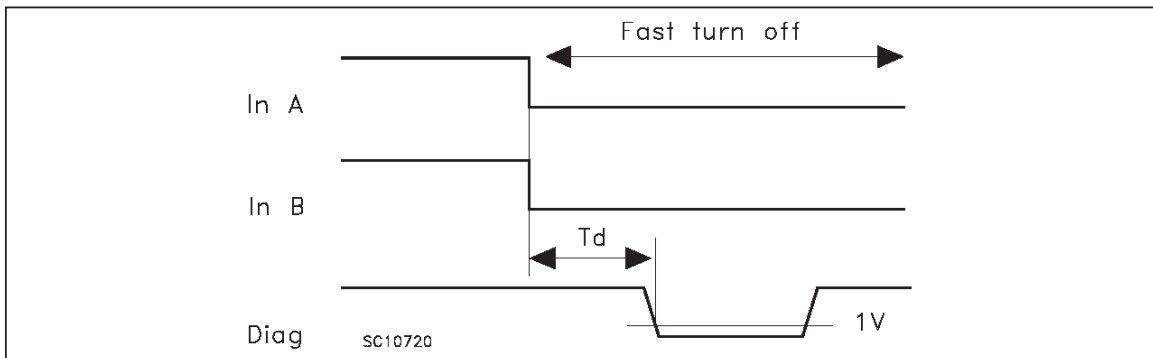 Fast turn off
In A
In B
Td
1V
Diag
SC10720